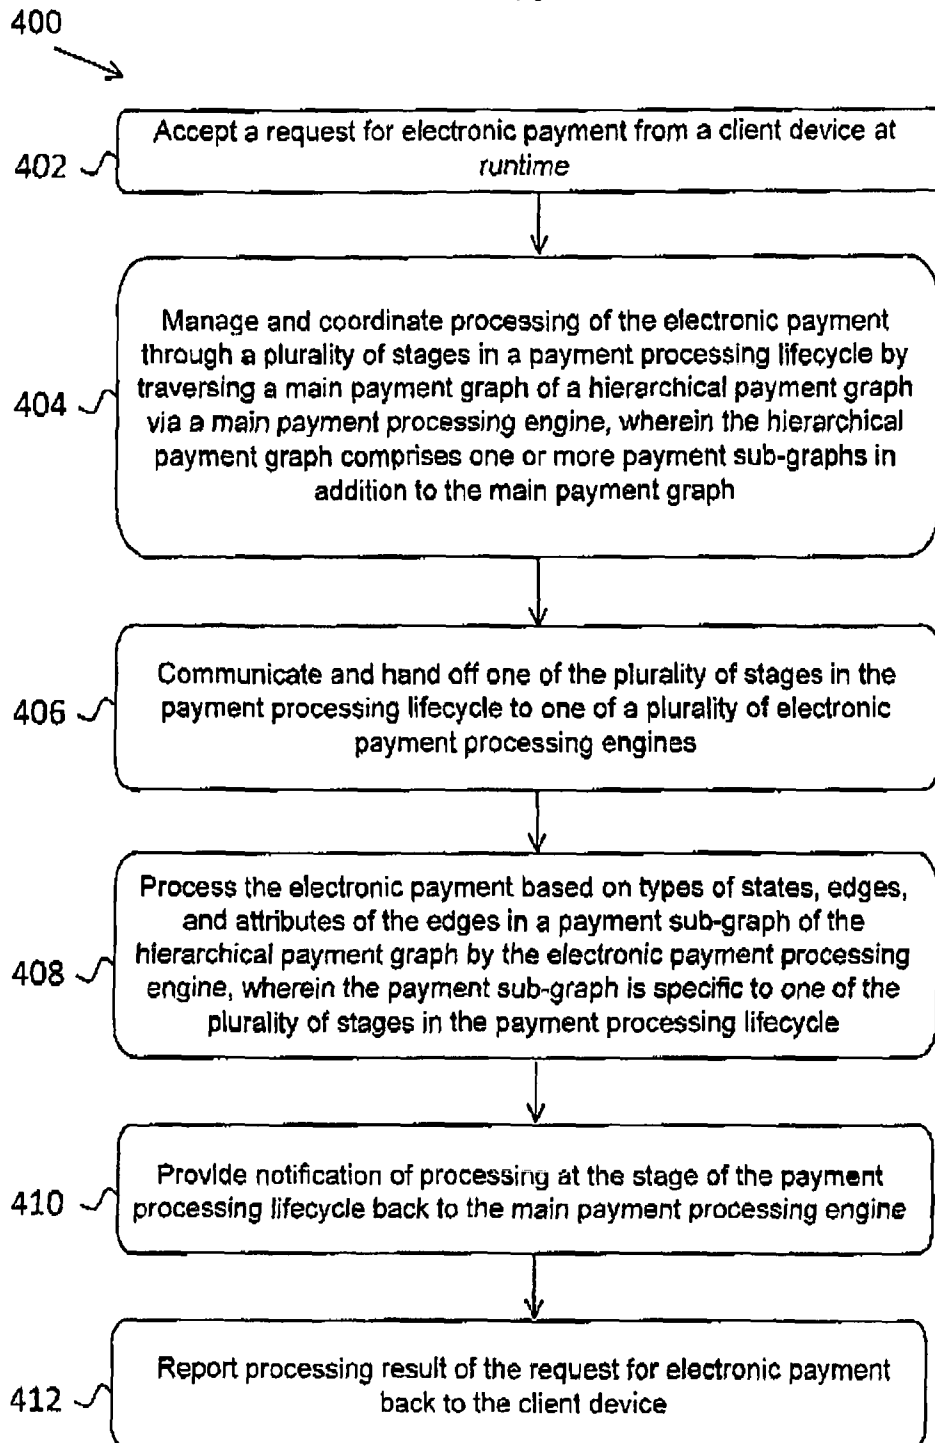 400
402
Accept a request for electronic payment from a client device at
runtime
404
Manage and coordinate processing of the electronic payment
through a plurality of stages in a payment processing lifecycle by
traversing a main payment graph of a hierarchical payment graph
via a main payment processing engine, wherein the hierarchical
payment graph comprises one or more payment sub-graphs in
addition to the main payment graph
406
Communicate and hand off one of the plurality of stages in the
payment processing lifecycle to one of a plurality of electronic
payment processing engines
408
Process the electronic payment based on types of states, edges,
and attributes of the edges in a payment sub-graph of the
hierarchical payment graph by the electronic payment processing
engine, wherein the payment sub-graph is specific to one of the
plurality of stages in the payment processing lifecycle
410
Provide notification of processing at the stage of the payment
processing lifecycle back to the main payment processing engine
412
Report processing result of the request for electronic payment
back to the client device